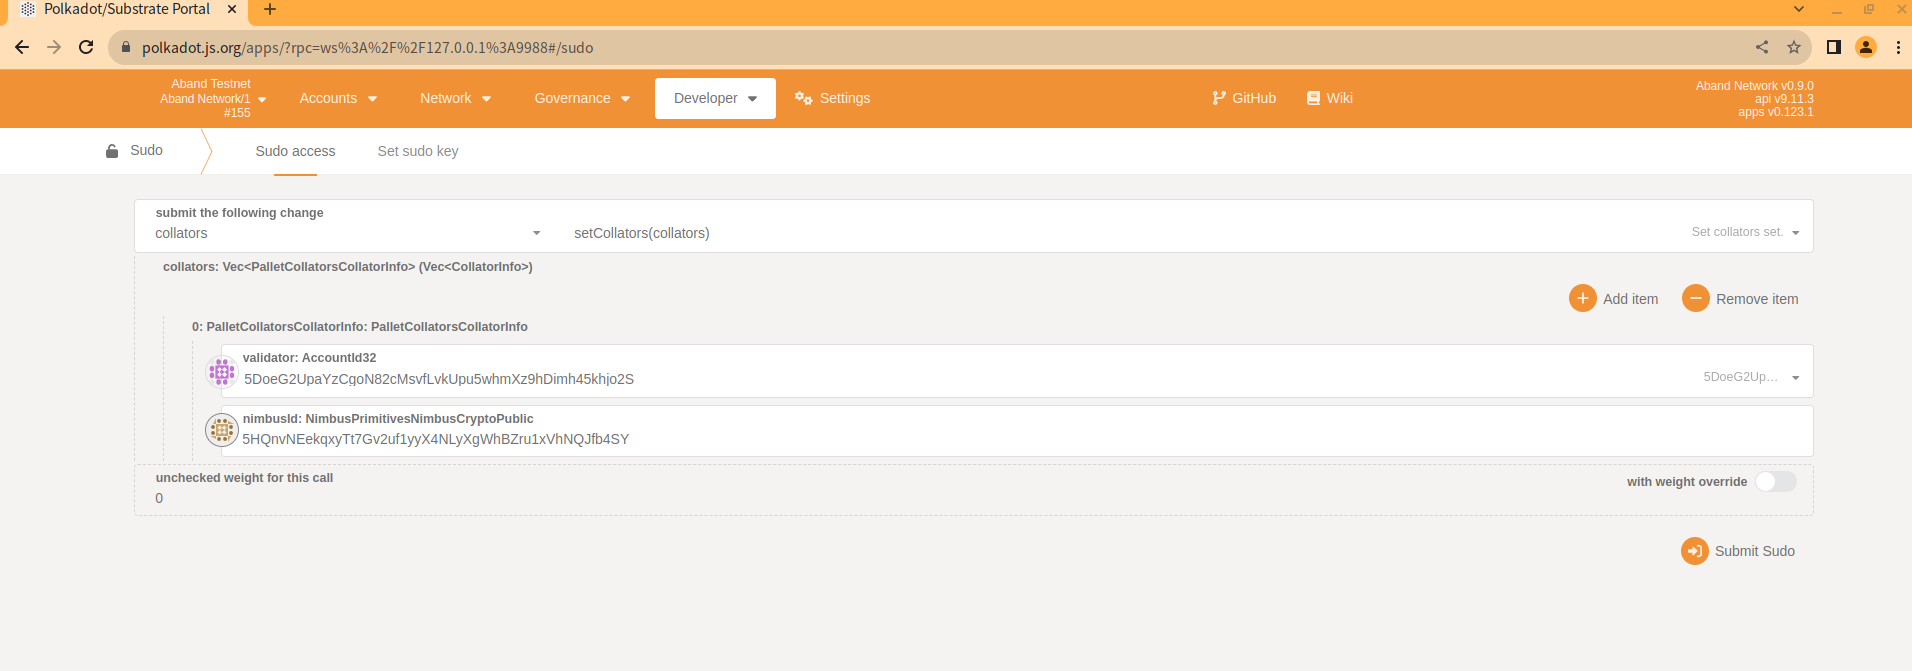 Polkadot/Substrate Portal
polkadot.js.org/apps/?rpc=ws%3A%2F%2F127.0.0.1%3A9988#/sudo
Aband Testnet
Aband Network/1
#155
Accounts
Network
Governance
Developer
Settings
GitHub
Wiki
Aband Network v0.9.0
api v9.11.3
apps v0.123.1
Sudo
Sudo access
Set sudo key
submit the following change
collators
setCollators(collators)
Set collators set.
collators: Vec<PalletCollatorsCollatorInfo> (Vec<CollatorInfo>)
Add item
Remove item
0: PalletCollatorsCollatorInfo: PalletCollatorsCollatorInfo
validator: AccountId32
5DoeG2UpaYzCgoN82cMsvfLvkUpu5whmXz9hDimh45khjo2S
5DoeG2Up…
nimbusId: NimbusPrimitivesNimbusCryptoPublic
5HQnvNEekqxyTt7Gv2uf1yyX4NLyXgWhBZru1xVhNQJfb4SY
unchecked weight for this call
0
with weight override
Submit Sudo